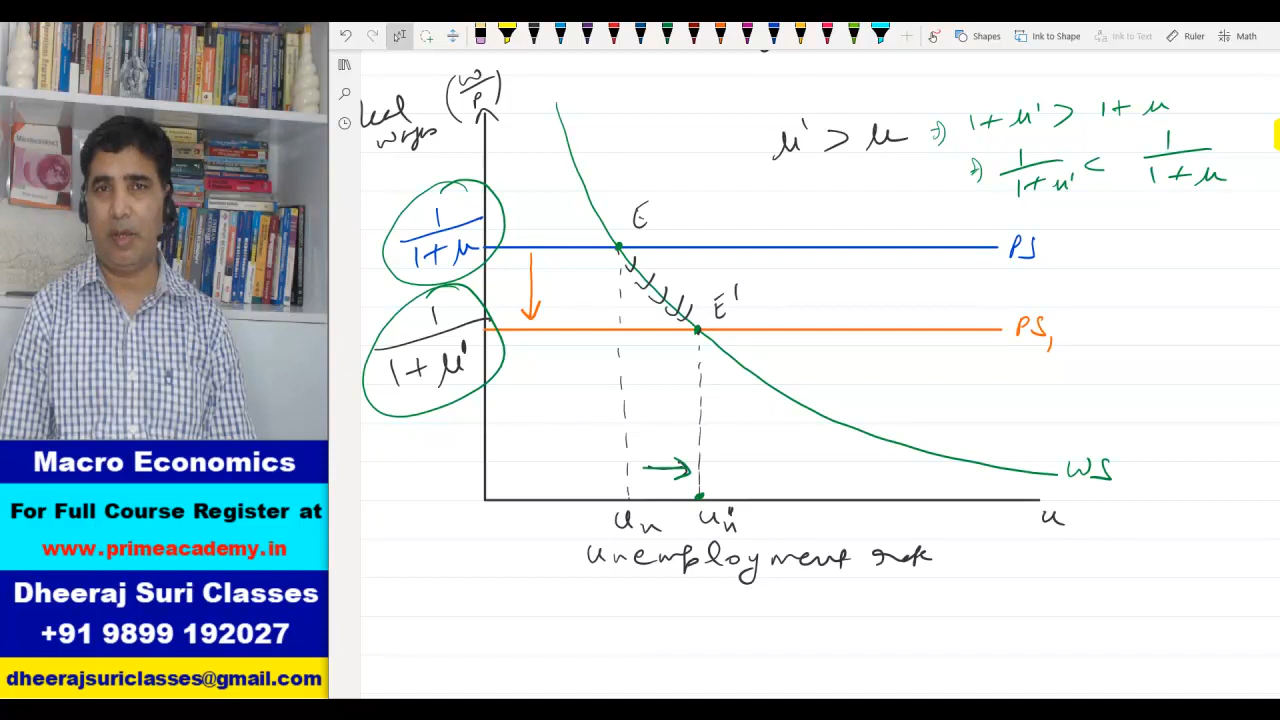 Ink to Shape
Shapes
Ink to Text
Ruler
Math
Real wages (w/P)
μ' > μ ⇒ 1 + μ' > 1 + μ
⇒ 1/(1+μ') < 1/(1+μ)
1/(1+μ)
E
PS
1/(1+μ')
E'
PS₁
WS
uₙ uₙ' u
unemployment rate
Macro Economics
For Full Course Register at
www.primeacademy.in
Dheeraj Suri Classes
+91 9899 192027
dheerajsuriclasses@gmail.com